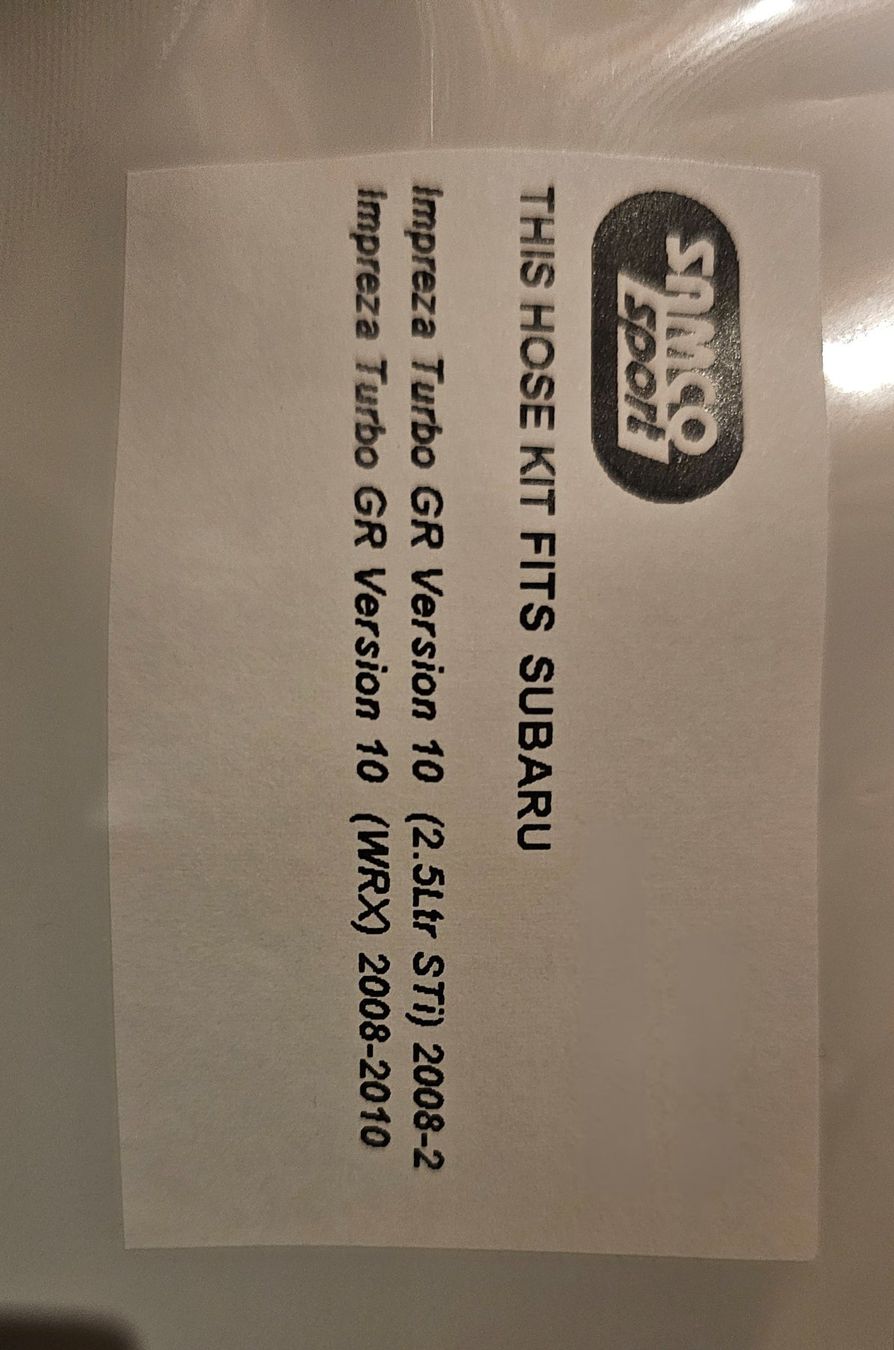 SAMCO
sport
THIS HOSE KIT FITS SUBARU
Impreza Turbo GR Version 10 (2.5Ltr STi) 2008-2
Impreza Turbo GR Version 10 (WRX) 2008-2010